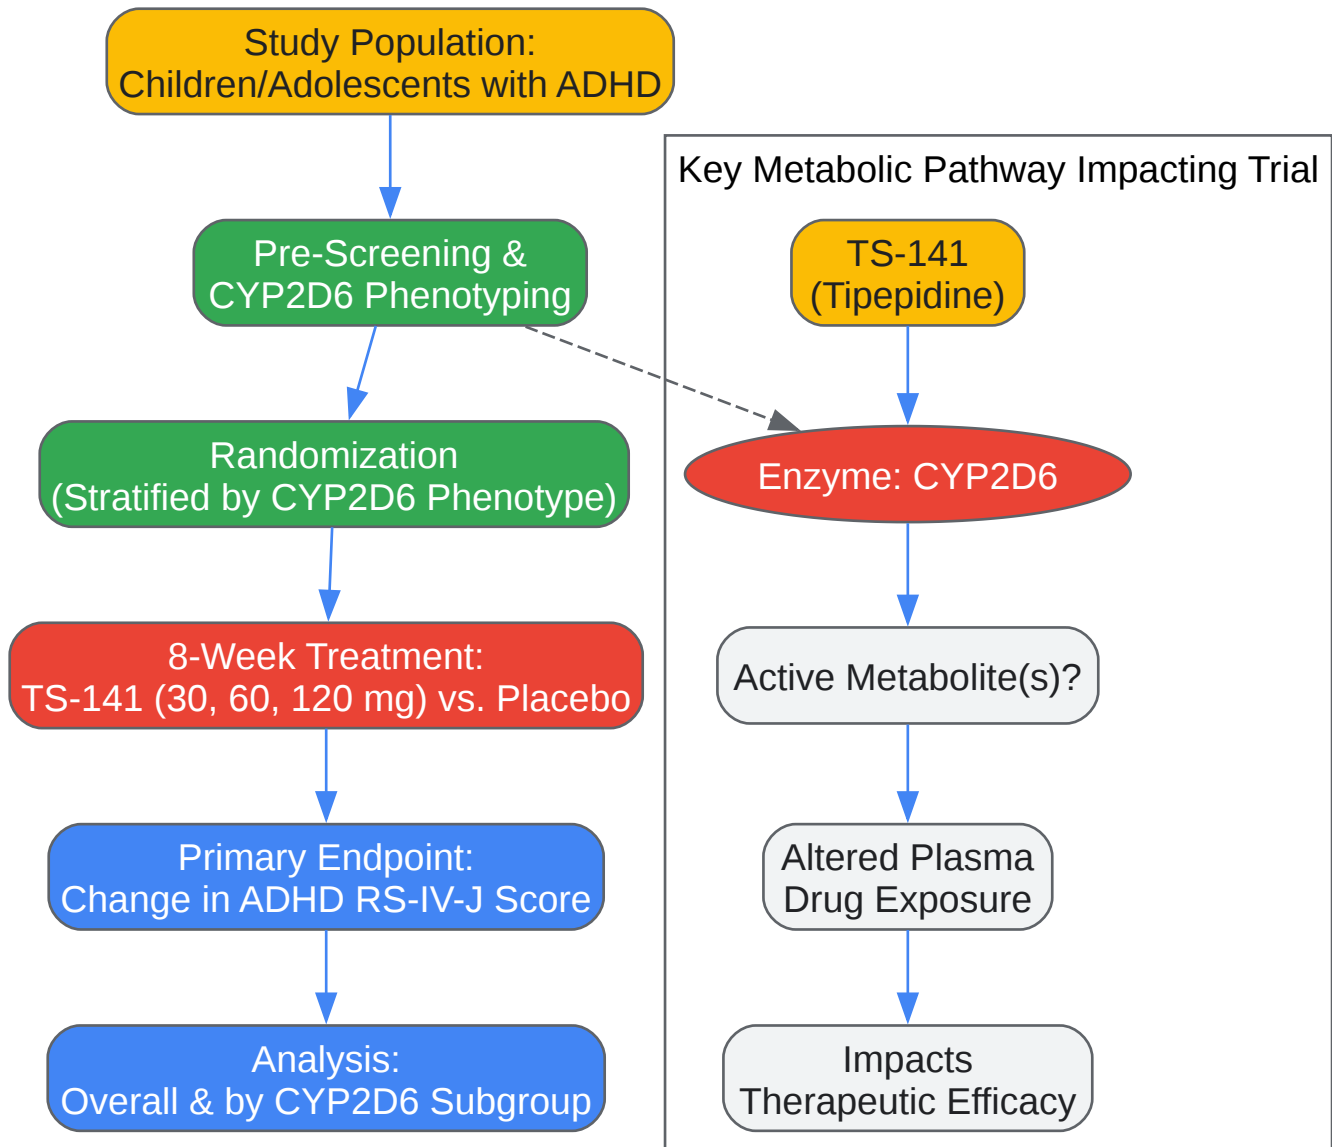 Study Population:
Children/Adolescents with ADHD
Pre-Screening &
CYP2D6 Phenotyping
Randomization
(Stratified by CYP2D6 Phenotype)
8-Week Treatment:
TS-141 (30, 60, 120 mg) vs. Placebo
Primary Endpoint:
Change in ADHD RS-IV-J Score
Analysis:
Overall & by CYP2D6 Subgroup
Key Metabolic Pathway Impacting Trial
TS-141
(Tipepidine)
Enzyme: CYP2D6
Active Metabolite(s)?
Altered Plasma
Drug Exposure
Impacts
Therapeutic Efficacy